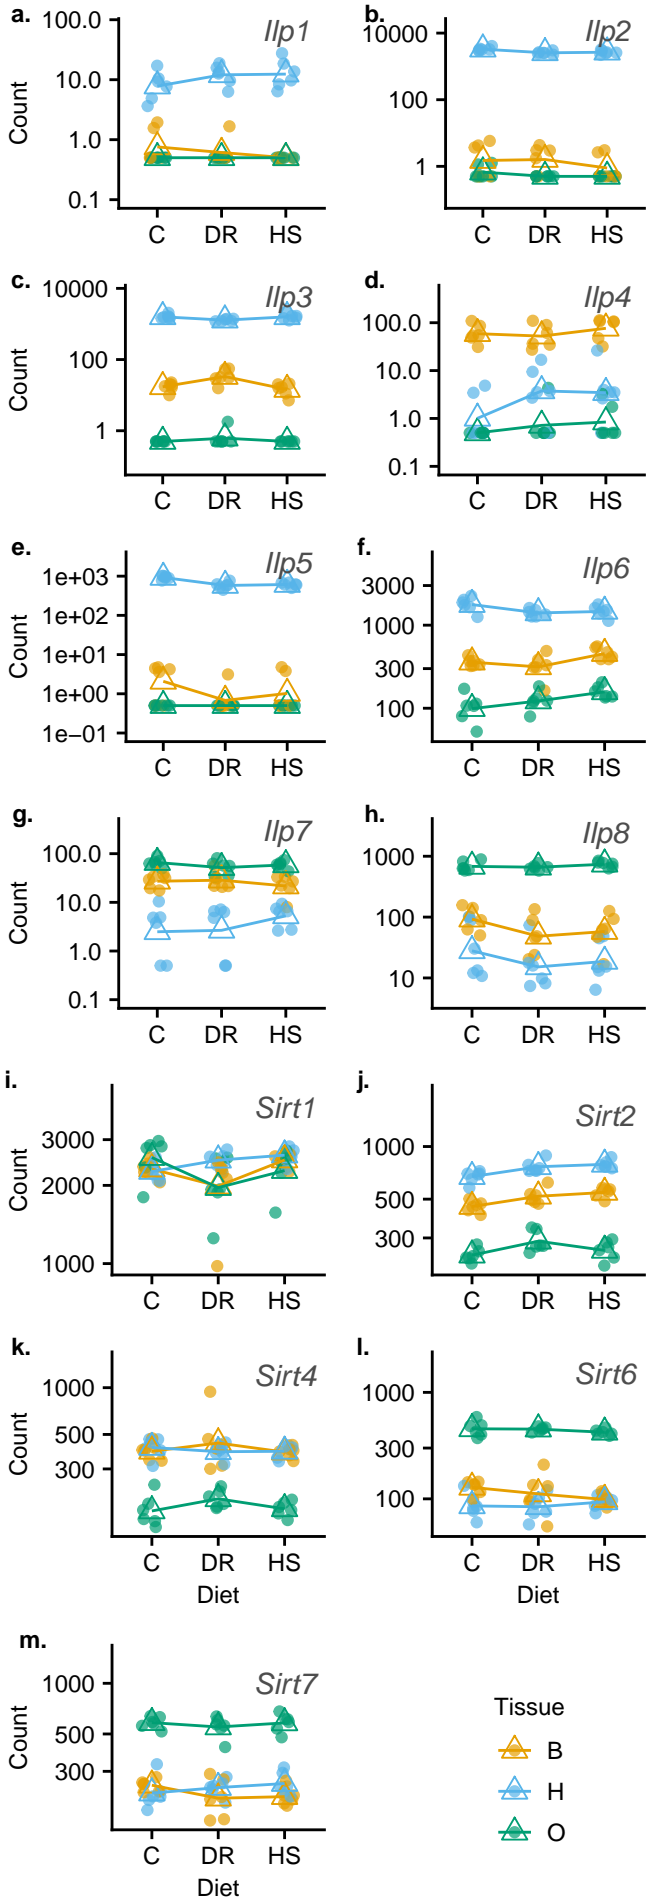 a.
Ilp1
Count
100.0
10.0
1.0
0.1
C DR HS
b.
Ilp2
10000
100
1
C DR HS
c.
Ilp3
Count
10000
100
1
C DR HS
d.
Ilp4
100.0
10.0
1.0
0.1
C DR HS
e.
Ilp5
Count
1e+03
1e+02
1e+01
1e+00
1e−01
C DR HS
f.
Ilp6
3000
1000
300
100
C DR HS
g.
Ilp7
Count
100.0
10.0
1.0
0.1
C DR HS
h.
Ilp8
1000
100
10
C DR HS
i.
Sirt1
Count
3000
2000
1000
C DR HS
j.
Sirt2
1000
500
300
C DR HS
k.
Sirt4
Count
1000
500
300
C DR HS
Diet
l.
Sirt6
1000
300
100
C DR HS
Diet
m.
Sirt7
Count
1000
500
300
C DR HS
Diet
Tissue
B
H
O